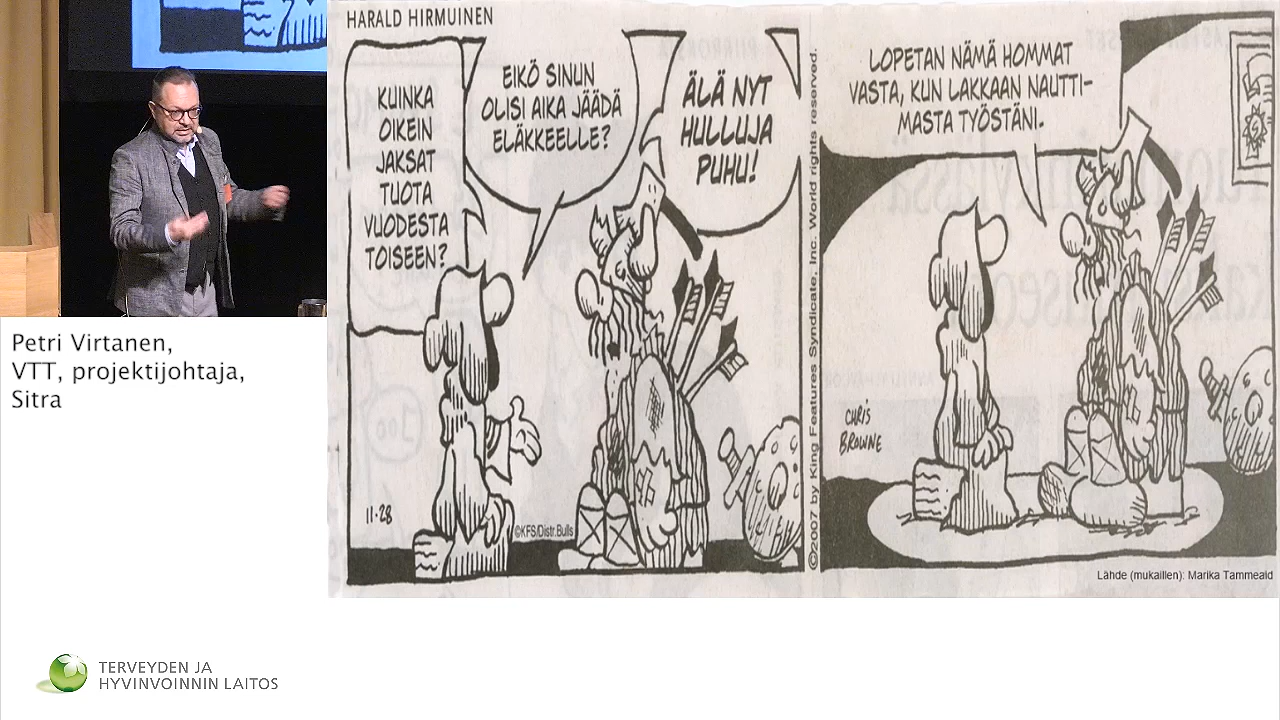 HARALD HIRMUINEN
KUINKA
OIKEIN
JAKSAT
TUOTA
VUODESTA
TOISEEN?
EIKÖ SINUN
OLISI AIKA JÄÄDÄ
ELÄKKEELLE?
ÄLÄ NYT
HULLUJA
PUHU!
11-28
©KFS/Distr.Bulls
©2007 by King Features Syndicate, Inc. World rights reserved.
LOPETAN NÄMÄ HOMMAT
VASTA, KUN LAKKAAN NAUTTI-
MASTA TYÖSTÄNI.
CHRIS
BROWNE
Lähde (mukaillen): Marika Tammeaid
Petri Virtanen,
VTT, projektijohtaja,
Sitra
TERVEYDEN JA
HYVINVOINNIN LAITOS